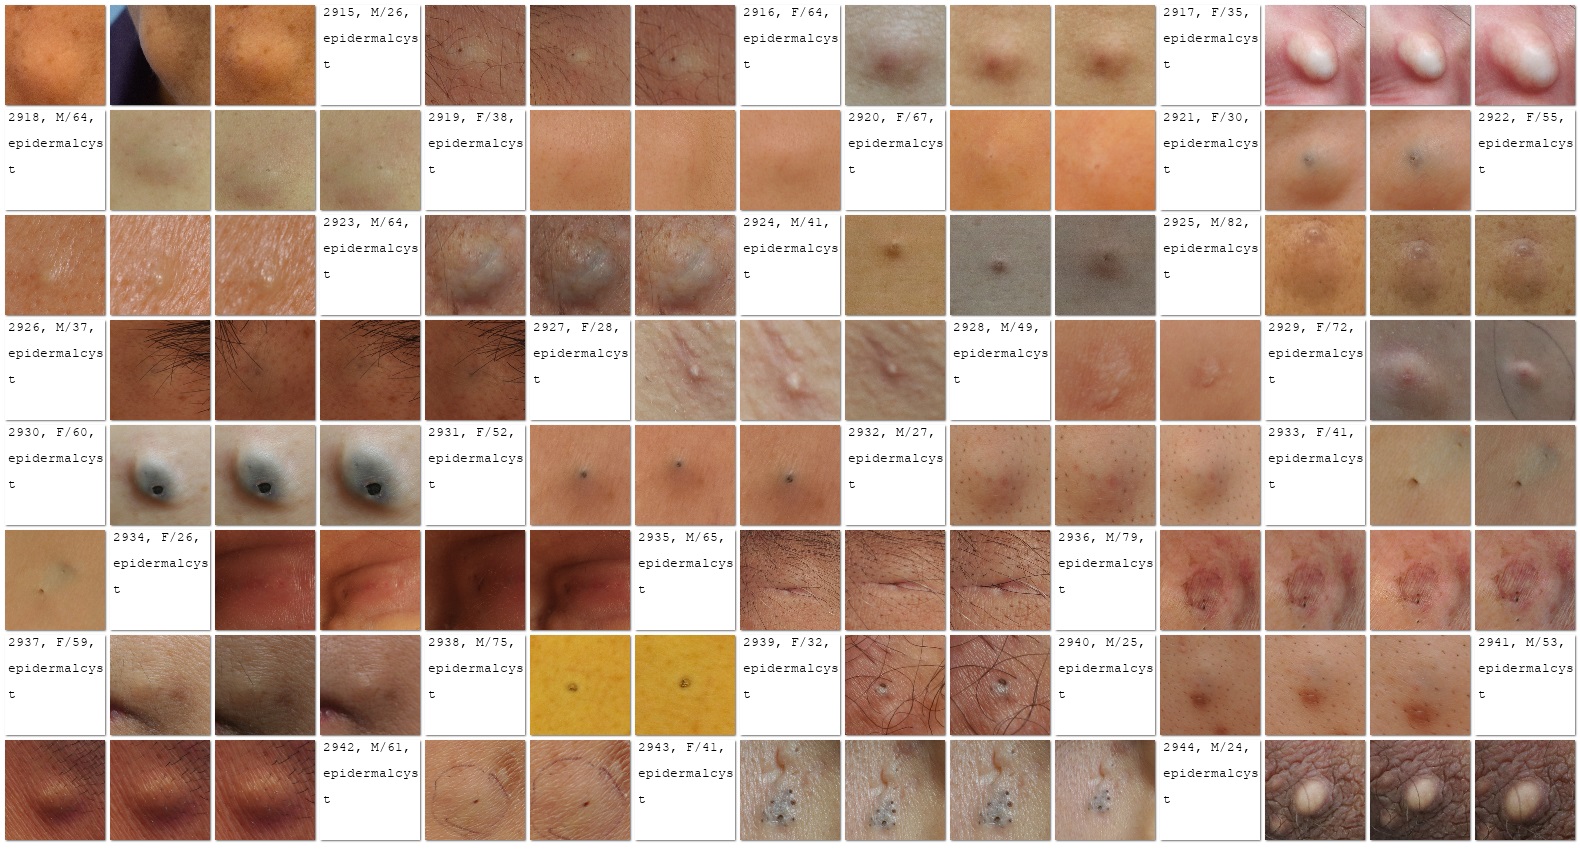 2915, M/26,
epidermalcys
t
2916, F/64,
epidermalcys
t
2917, F/35,
epidermalcys
t
2918, M/64,
epidermalcys
t
2919, F/38,
epidermalcys
t
2920, F/67,
epidermalcys
t
2921, F/30,
epidermalcys
t
2922, F/55,
epidermalcys
t
2923, M/64,
epidermalcys
t
2924, M/41,
epidermalcys
t
2925, M/82,
epidermalcys
t
2926, M/37,
epidermalcys
t
2927, F/28,
epidermalcys
t
2928, M/49,
epidermalcys
t
2929, F/72,
epidermalcys
t
2930, F/60,
epidermalcys
t
2931, F/52,
epidermalcys
t
2932, M/27,
epidermalcys
t
2933, F/41,
epidermalcys
t
2934, F/26,
epidermalcys
t
2935, M/65,
epidermalcys
t
2936, M/79,
epidermalcys
t
2937, F/59,
epidermalcys
t
2938, M/75,
epidermalcys
t
2939, F/32,
epidermalcys
t
2940, M/25,
epidermalcys
t
2941, M/53,
epidermalcys
t
2942, M/61,
epidermalcys
t
2943, F/41,
epidermalcys
t
2944, M/24,
epidermalcys
t